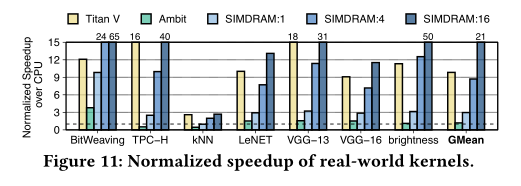 Titan V Ambit SIMDRAM:1 SIMDRAM:4 SIMDRAM:16
24 65 16 40 18 31 50 21
Normalized Speedup
over CPU
15
12
9
6
3
0
BitWeaving TPC-H kNN LeNET VGG-13 VGG-16 brightness GMean
Figure 11: Normalized speedup of real-world kernels.